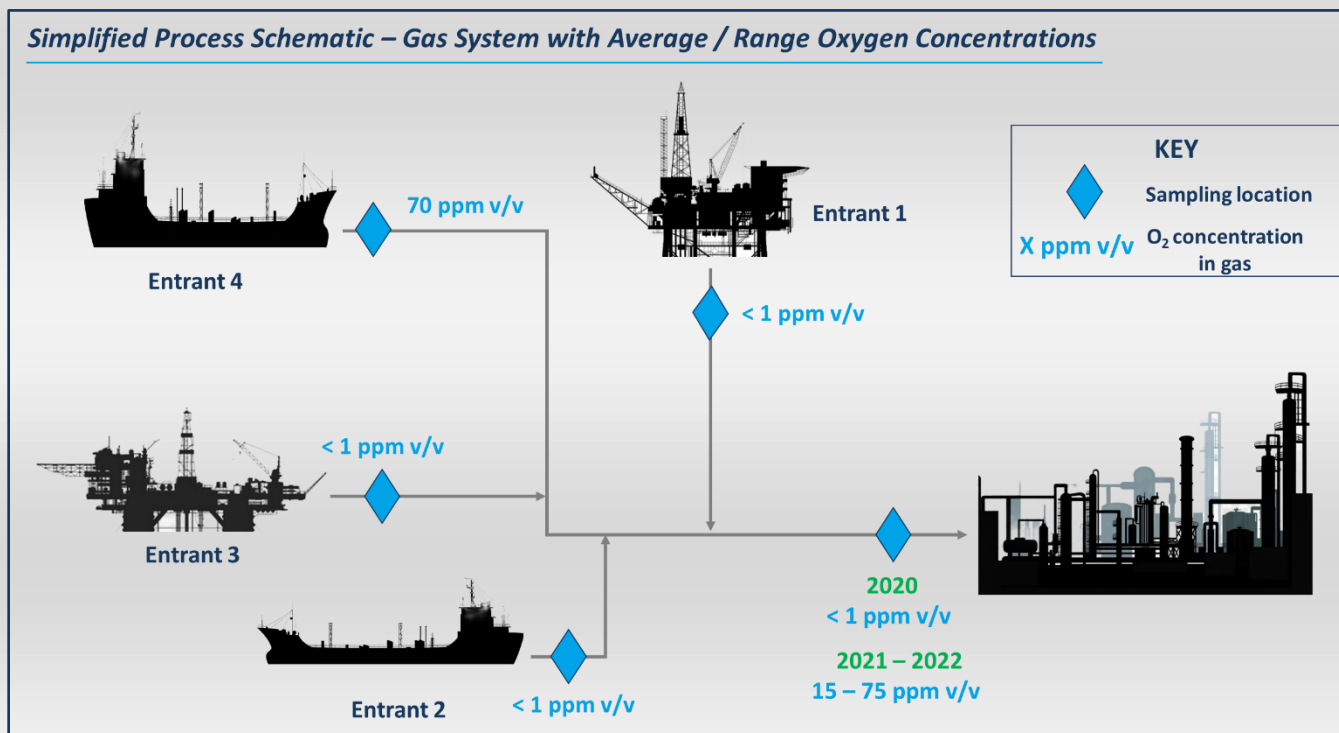 Simplified Process Schematic – Gas System with Average / Range Oxygen Concentrations
KEY
Sampling location
X ppm v/v
O₂ concentration
in gas
70 ppm v/v
Entrant 4
Entrant 1
< 1 ppm v/v
< 1 ppm v/v
Entrant 3
2020
< 1 ppm v/v
2021 – 2022
15 – 75 ppm v/v
Entrant 2
< 1 ppm v/v